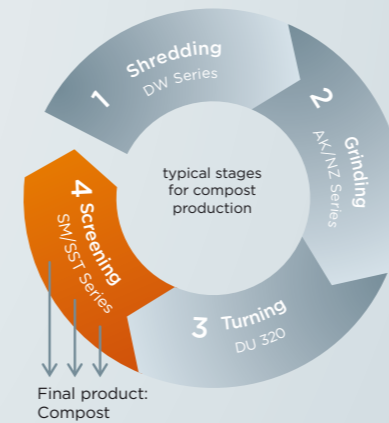 1 Shredding
DW Series
2 Grinding
AK/NZ Series
typical stages
for compost
production
3 Turning
DU 320
4 Screening
SM/SST Series
Final product:
Compost